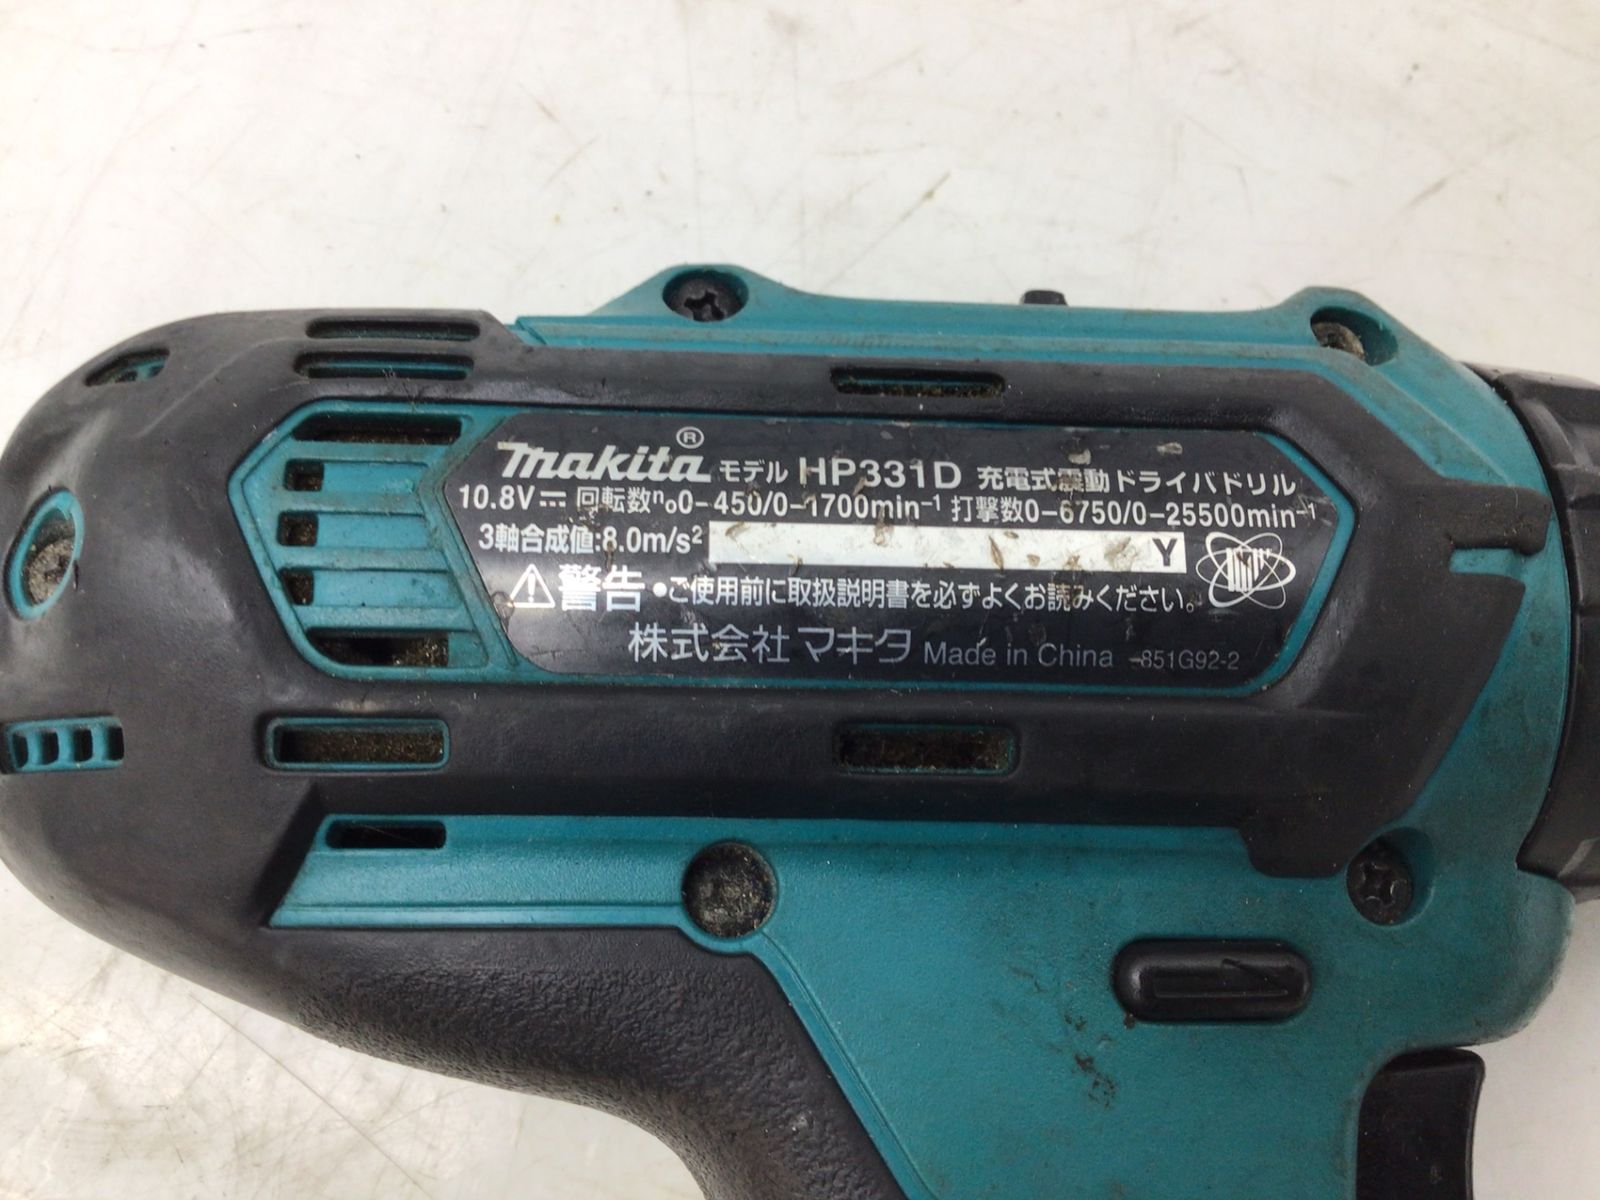 makita® モデル HP331D 充電式震動ドライバドリル
10.8V⎓ 回転数n₀0-450/0-1700min⁻¹ 打撃数0-6750/0-25500min⁻¹
3軸合成値:8.0m/s² Y
⚠警告 •ご使用前に取扱説明書を必ずよくお読みください。
株式会社マキタ Made in China 851G92-2